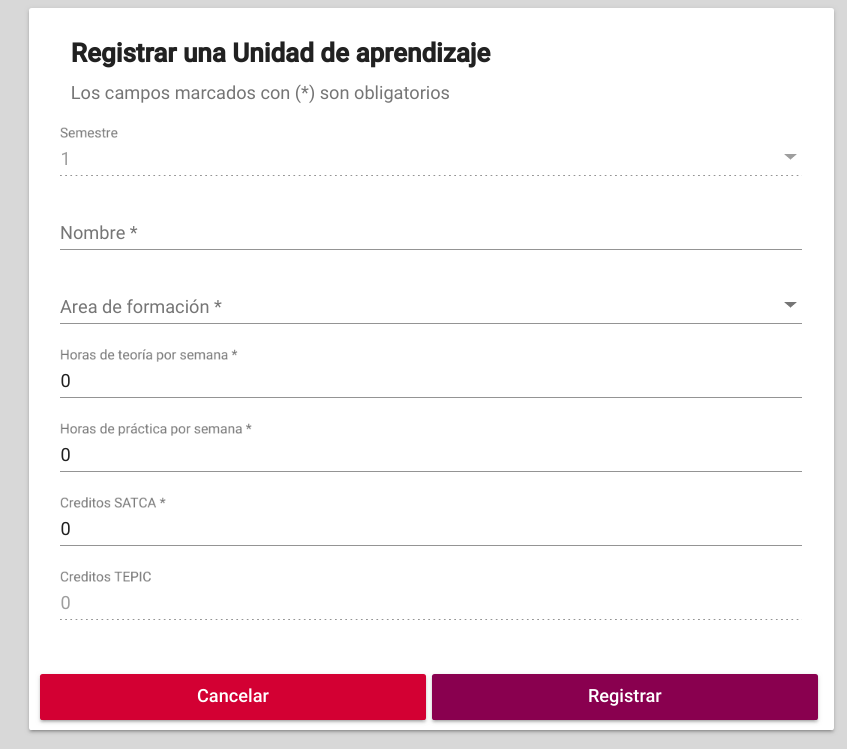 Registrar una Unidad de aprendizaje
Los campos marcados con (*) son obligatorios
Semestre
1
Nombre *
Area de formación *
Horas de teoría por semana *
0
Horas de práctica por semana *
0
Creditos SATCA *
0
Creditos TEPIC
0
Cancelar Registrar